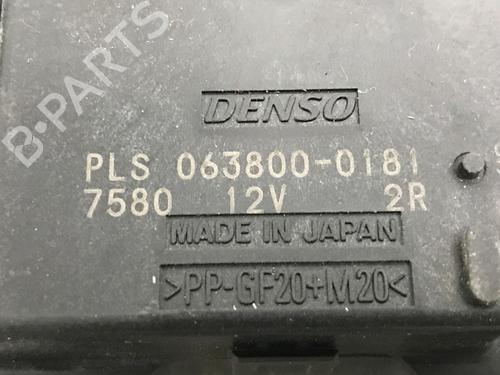 B-PARTS
DENSO
PLS 063800-0181
7580 12V 2R
MADE IN JAPAN
>PP-GF20+M20<